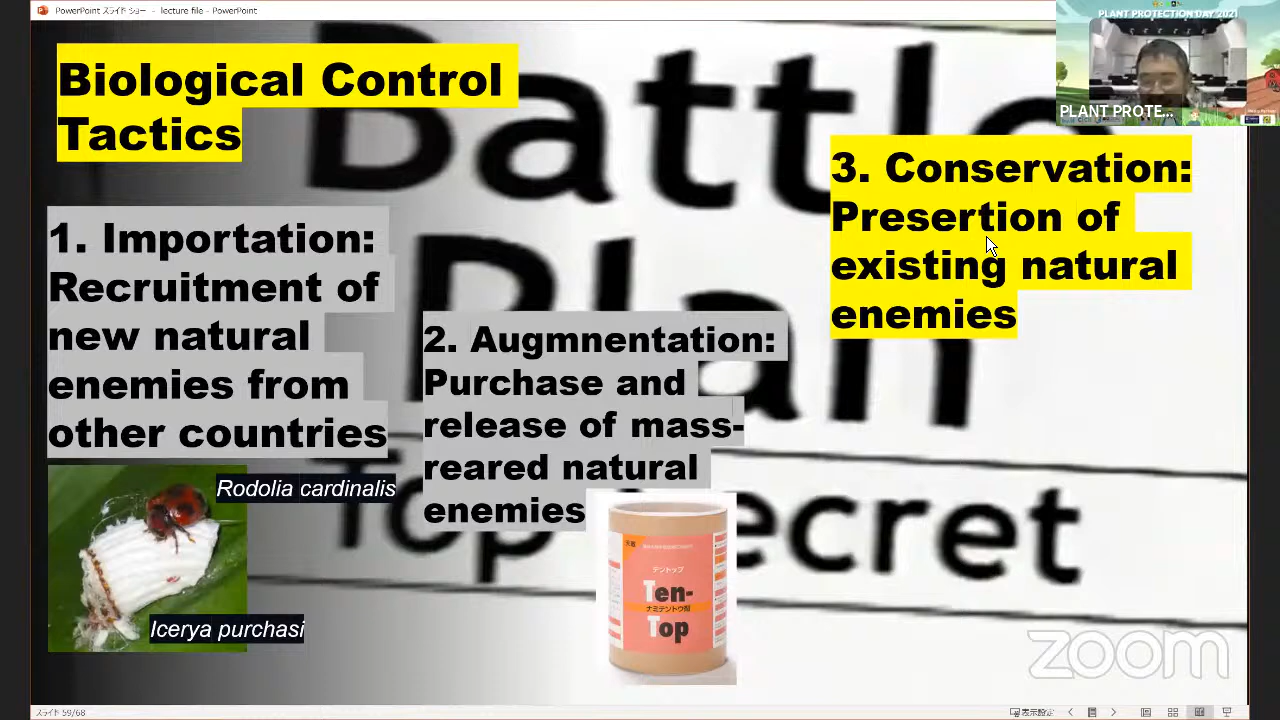 PowerPoint スライド ショー - lecture file - PowerPoint
PLANT PROTECTION DAY 2021
PLANT PROTE...
Battle
Plan
Top Secret
Biological Control
Tactics
1. Importation:
Recruitment of
new natural
enemies from
other countries
Rodolia cardinalis
Icerya purchasi
2. Augmnentation:
Purchase and
release of mass-
reared natural
enemies
天着
テントップ
Ten-
ナミテントウ剤
Top
3. Conservation:
Presertion of
existing natural
enemies
zoom
スライド 59/68
表示設定